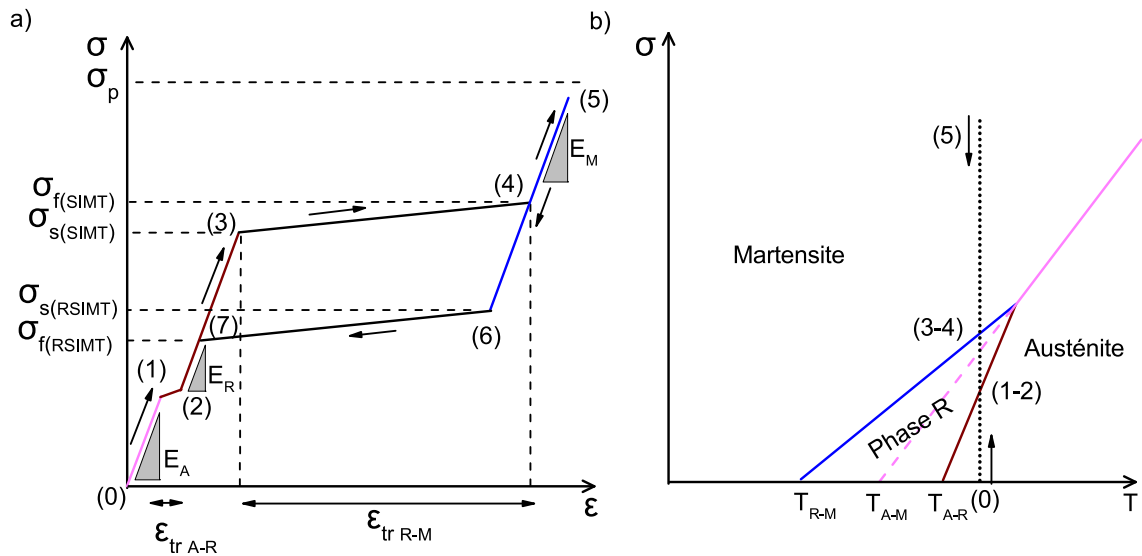 a)
σ
σp
σf(SIMT)
σs(SIMT)
σs(RSIMT)
σf(RSIMT)
(0)
(1)
(2)
(3)
(4)
(5)
(6)
(7)
EA
ER
EM
ε
εtr A-R
εtr R-M
b)
σ
(5)
Martensite
(3-4)
Austénite
(1-2)
Phase R
TR-M
TA-M
TA-R
(0)
T